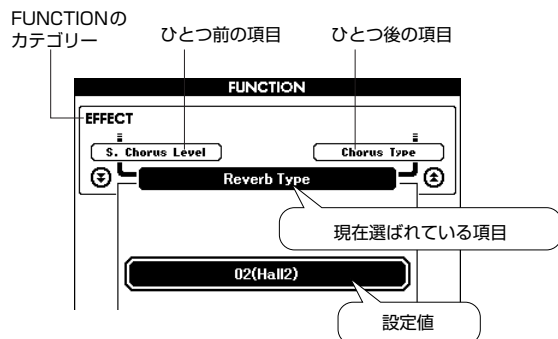 FUNCTIONの
カテゴリー
ひとつ前の項目
ひとつ後の項目
FUNCTION
EFFECT
S. Chorus Level
Chorus Type
Reverb Type
現在選ばれている項目
02(Hall2)
設定値